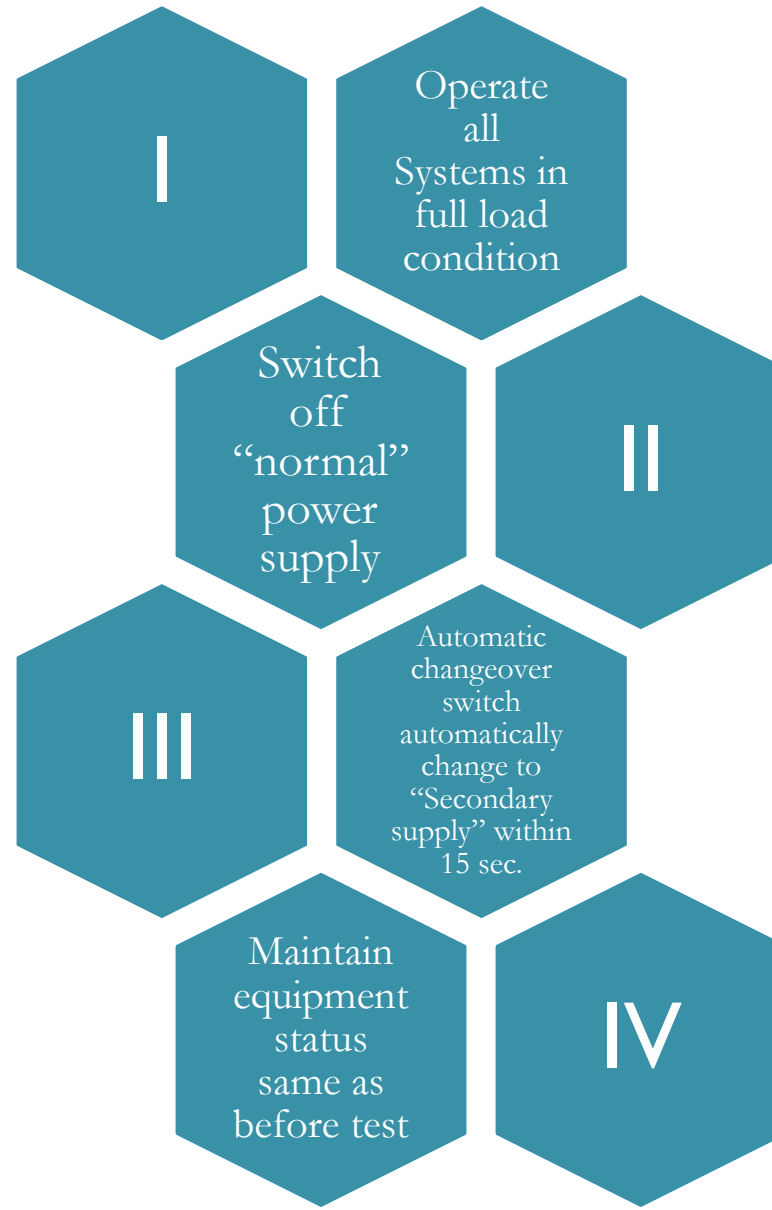 I
Operate
all
Systems in
full load
condition
Switch
off
“normal”
power
supply
II
III
Automatic
changeover
switch
automatically
change to
“Secondary
supply” within
15 sec.
Maintain
equipment
status
same as
before test
IV